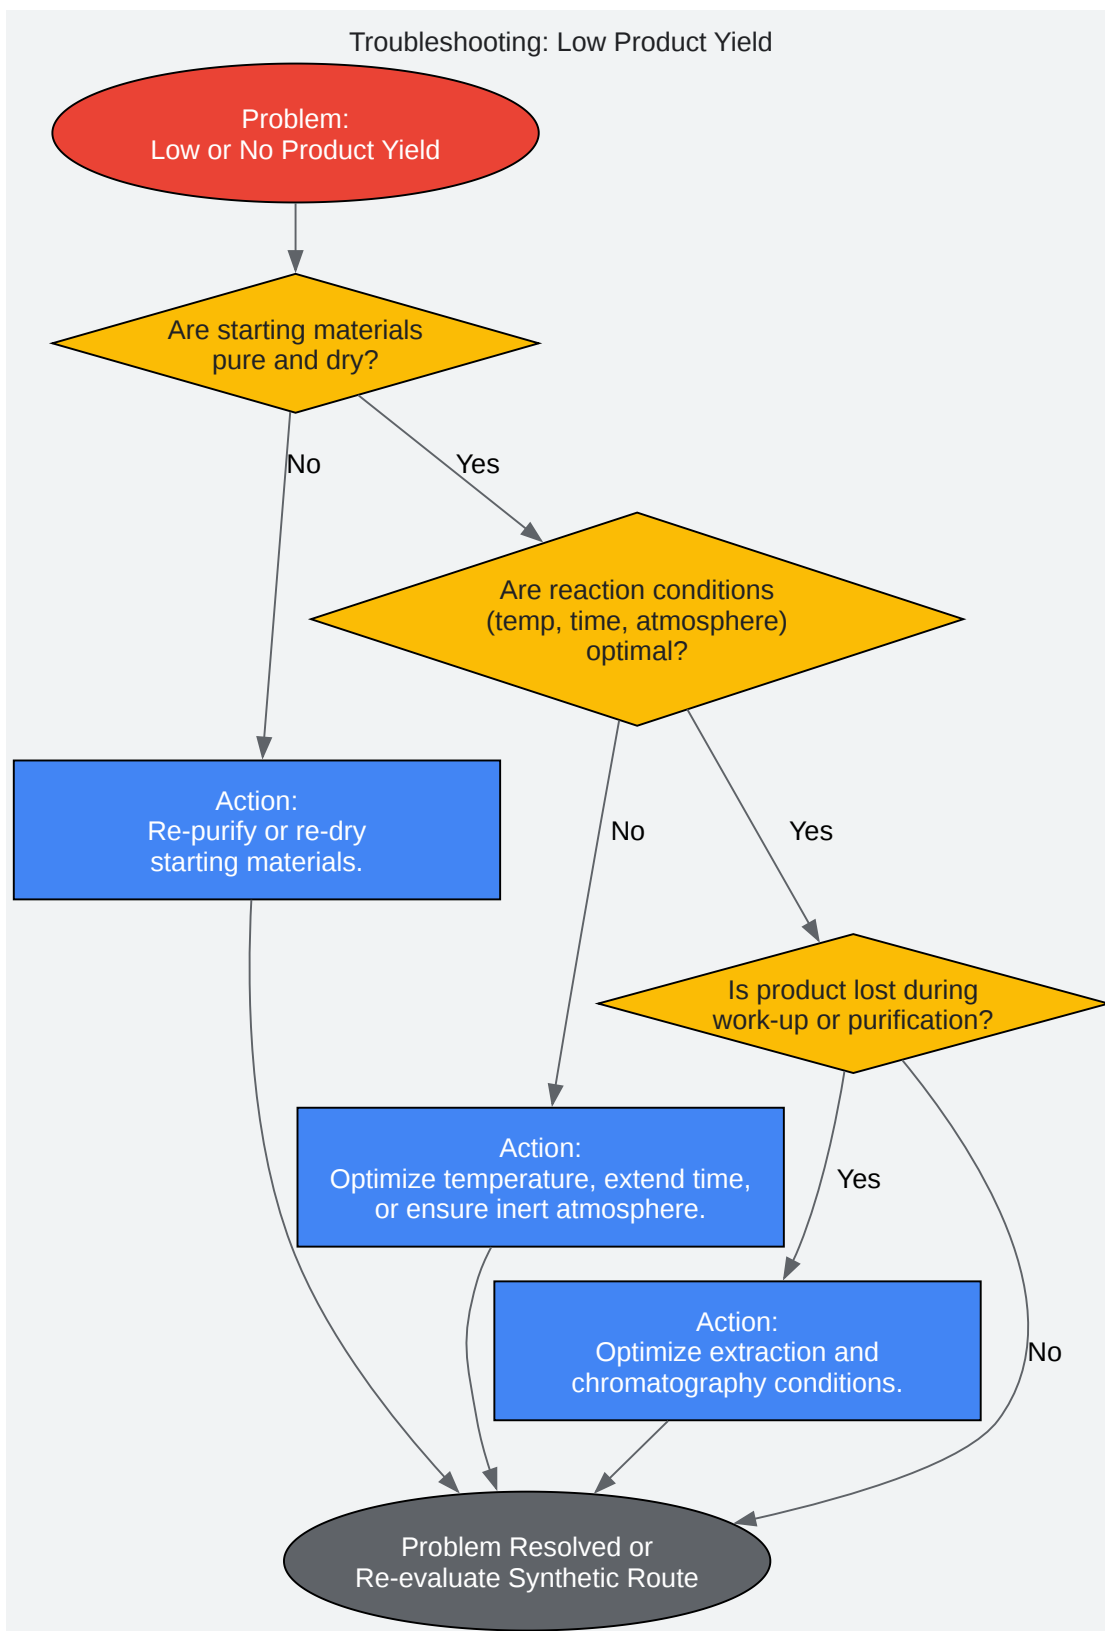 Troubleshooting: Low Product Yield
Problem:
Low or No Product Yield
Are starting materials
pure and dry?
No
Yes
Are reaction conditions
(temp, time, atmosphere)
optimal?
Action:
Re-purify or re-dry
starting materials.
No
Yes
Is product lost during
work-up or purification?
Action:
Optimize temperature, extend time,
or ensure inert atmosphere.
Yes
Action:
Optimize extraction and
chromatography conditions.
No
Problem Resolved or
Re-evaluate Synthetic Route